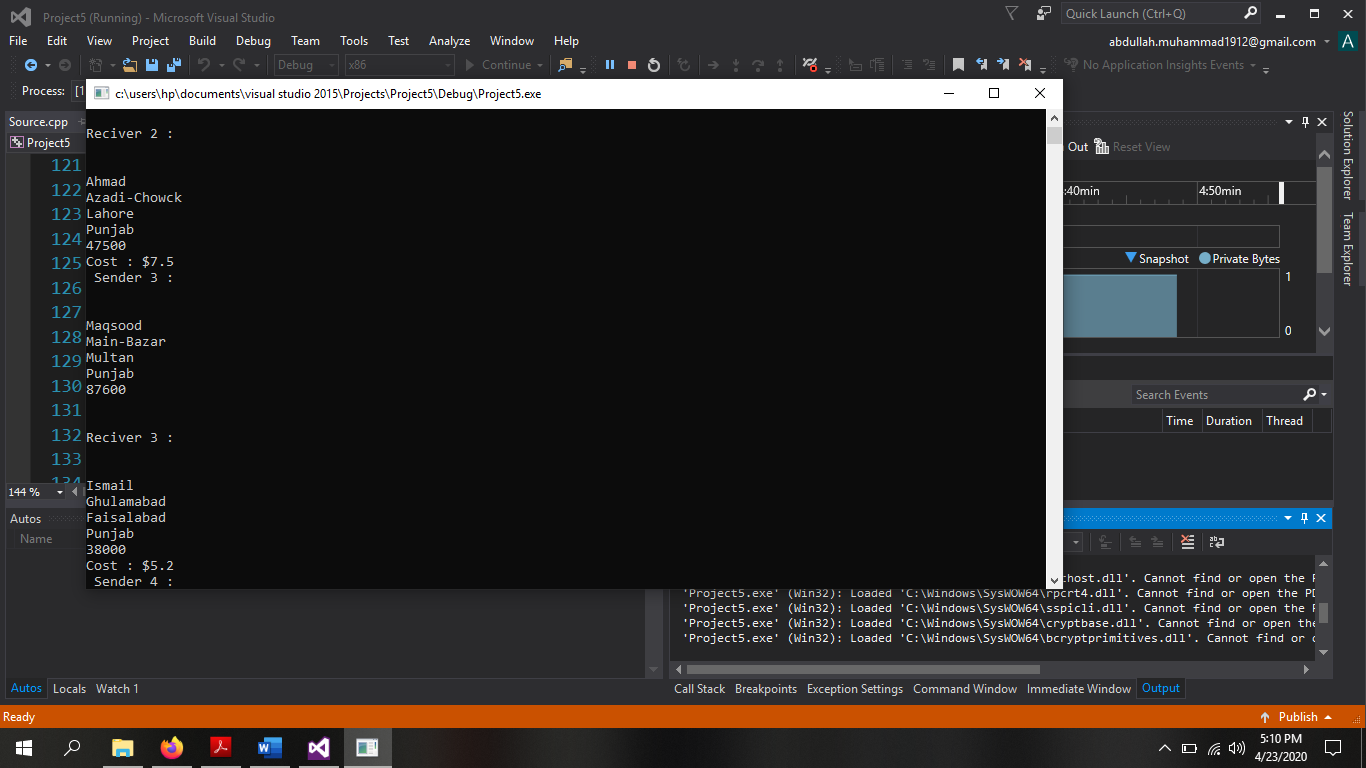 Project5 (Running) - Microsoft Visual Studio
Quick Launch (Ctrl+Q)
File Edit View Project Build Debug Team Tools Test Analyze Window Help
abdullah.muhammad1912@gmail.com
A
Debug x86 Continue
No Application Insights Events
Process: [1
c:\users\hp\documents\visual studio 2015\Projects\Project5\Debug\Project5.exe
Source.cpp
Project5
121
122
123
124
125
126
127
128
129
130
131
132
133
134
144 %
Reciver 2 :
Ahmad
Azadi-Chowck
Lahore
Punjab
47500
Cost : $7.5
Sender 3 :
Maqsood
Main-Bazar
Multan
Punjab
87600
Reciver 3 :
Ismail
Ghulamabad
Faisalabad
Punjab
38000
Cost : $5.2
Sender 4 :
Out Reset View
:40min 4:50min
Snapshot Private Bytes
1
0
Search Events
Time Duration Thread
Solution Explorer
Team Explorer
Autos
Name
chost.dll'. Cannot find or open the P
'Project5.exe' (Win32): Loaded 'C:\Windows\SysWOW64\rpcrt4.dll'. Cannot find or open the PD
'Project5.exe' (Win32): Loaded 'C:\Windows\SysWOW64\sspicli.dll'. Cannot find or open the P
'Project5.exe' (Win32): Loaded 'C:\Windows\SysWOW64\cryptbase.dll'. Cannot find or open the
'Project5.exe' (Win32): Loaded 'C:\Windows\SysWOW64\bcryptprimitives.dll'. Cannot find or o
Autos Locals Watch 1
Call Stack Breakpoints Exception Settings Command Window Immediate Window Output
Ready
Publish
5:10 PM
4/23/2020